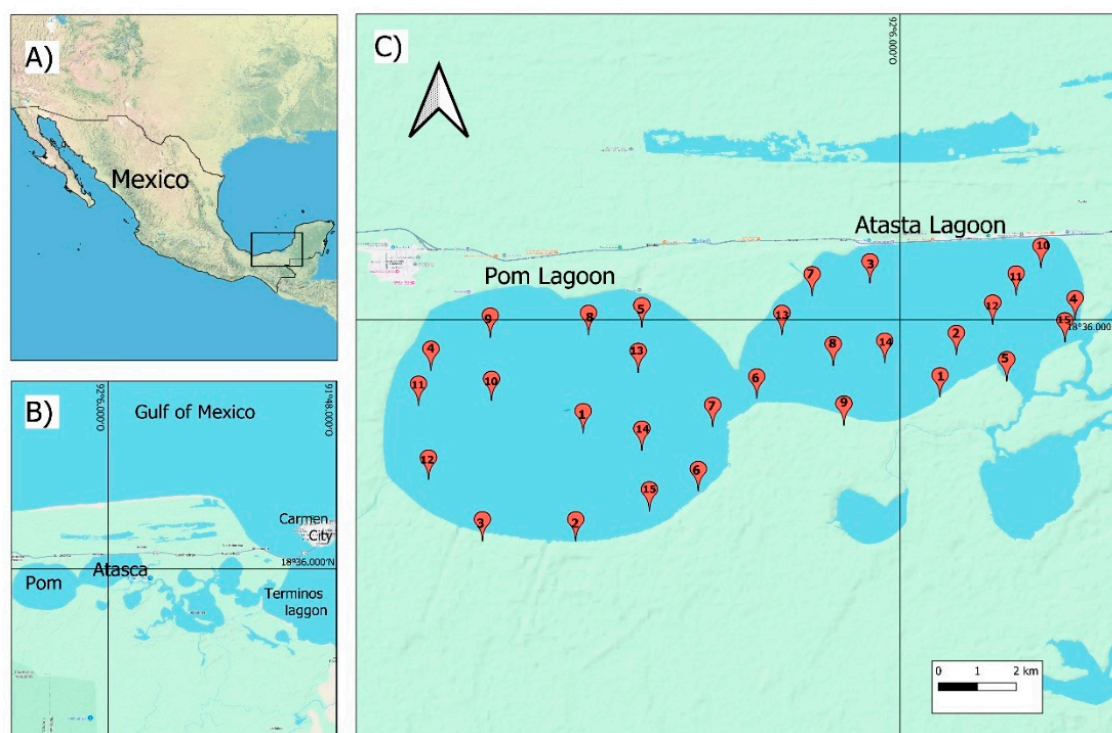 A)
Mexico
B)
92°6.000'O
91°48.000'O
Gulf of Mexico
Carmen
City
18°36.000'N
Pom
Atasca
Terminos
laggon
C)
92°6.000'O
Atasta Lagoon
Pom Lagoon
10
3
7
11
4
12
5
8
9
13
15
18°36.000'
2
14
8
4
13
5
11
10
6
1
7
9
1
14
12
6
15
3
2
0 1 2 km